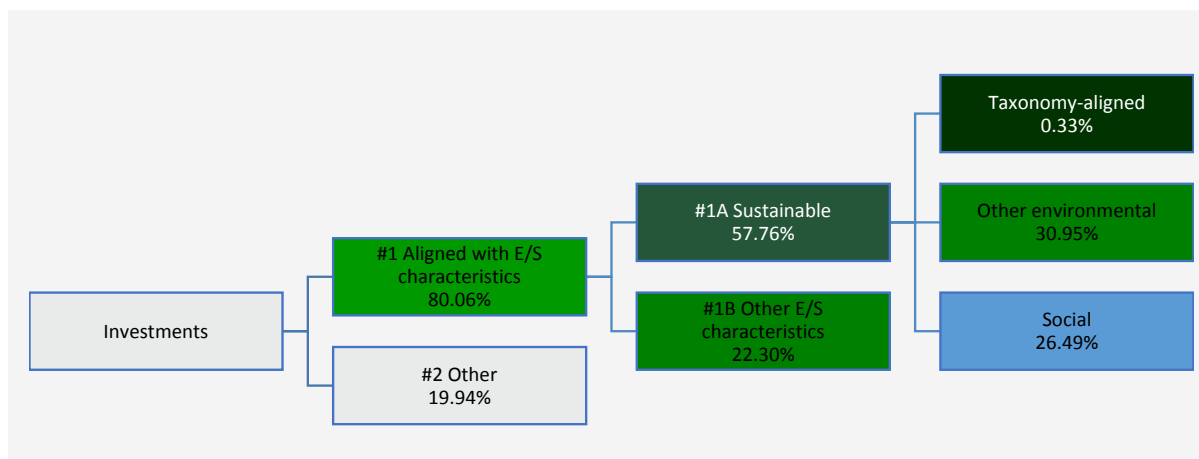 Investments
#1 Aligned with E/S
characteristics
80.06%
#2 Other
19.94%
#1A Sustainable
57.76%
#1B Other E/S
characteristics
22.30%
Taxonomy-aligned
0.33%
Other environmental
30.95%
Social
26.49%